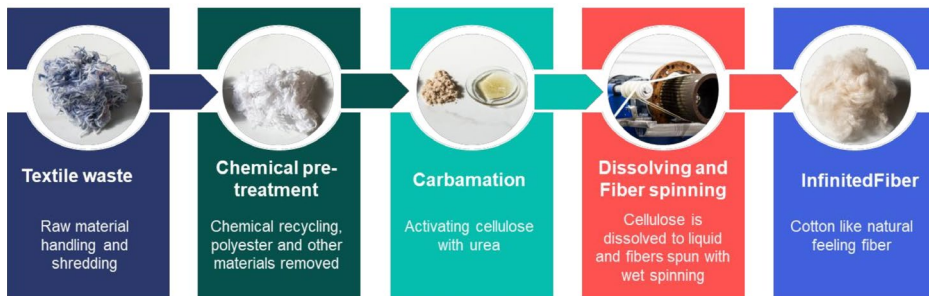 Textile waste
Raw material
handling and
shredding
Chemical pre-
treatment
Chemical recycling,
polyester and other
materials removed
Carbamation
Activating cellulose
with urea
Dissolving and
Fiber spinning
Cellulose is
dissolved to liquid
and fibers spun with
wet spinning
InfinitedFiber
Cotton like natural
feeling fiber